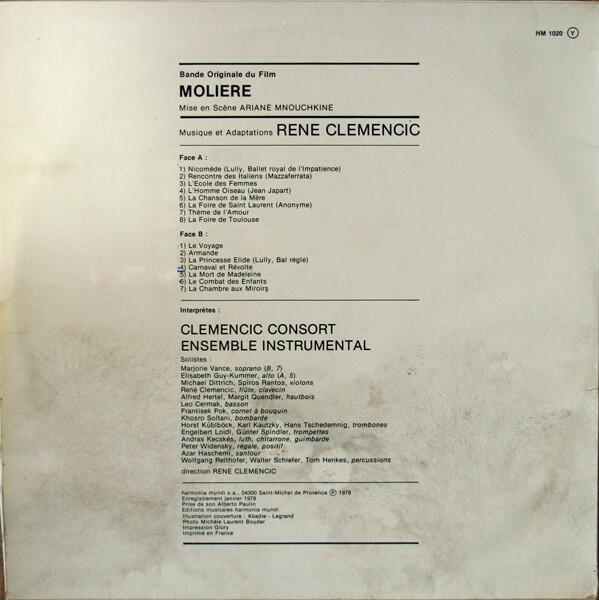 HM 1020 Y
Bande Originale du Film
MOLIERE
Mise en Scène ARIANE MNOUCHKINE
Musique et Adaptations RENE CLEMENCIC
Face A :
1) Nicomède (Lully, Ballet royal de l'Impatience)
2) Rencontre des Italiens (Mazzaferrata)
3) L'Ecole des Femmes
4) L'Homme Oiseau (Jean Japart)
5) La Chanson de la Mère
6) La Foire de Saint Laurent (Anonyme)
7) Thème de l'Amour
8) La Foire de Toulouse
Face B :
1) Le Voyage
2) Armande
3) La Princesse Elide (Lully, Bal réglé)
4) Carnaval et Révolte
5) La Mort de Madeleine
6) Le Combat des Enfants
7) La Chambre aux Miroirs
Interprètes :
CLEMENCIC CONSORT
ENSEMBLE INSTRUMENTAL
Solistes :
Marjorie Vance, soprano (B, 7)
Elisabeth Guy-Kummer, alto (A, 5)
Michael Dittrich, Spiros Rantos, violons
René Clemencic, flûte, clavecin
Alfred Hertel, Margit Quendler, hautbois
Leo Cermak, basson
Frantisek Pok, cornet à bouquin
Khosro Soltani, bombarde
Horst Küblböck, Karl Kautzky, Hans Tschedemnig, trombones
Engelbert Loidl, Günter Spindler, trompettes
Andras Kecskés, luth, chitarrone, guimbarde
Peter Widensky, régale, positif
Azar Haschemi, santour
Wolfgang Reithofer, Walter Schiefer, Tom Henkes, percussions
direction RENE CLEMENCIC
harmonia mundi s.a., 04300 Saint-Michel de Provence ℗ 1978
Enregistrement janvier 1978
Prise de son Alberto Paulin
Editions musicales harmonia mundi
Illustration couverture : Abadie - Legrand
Photo Michèle Laurent Bouder
Impression Glory
Imprimé en France